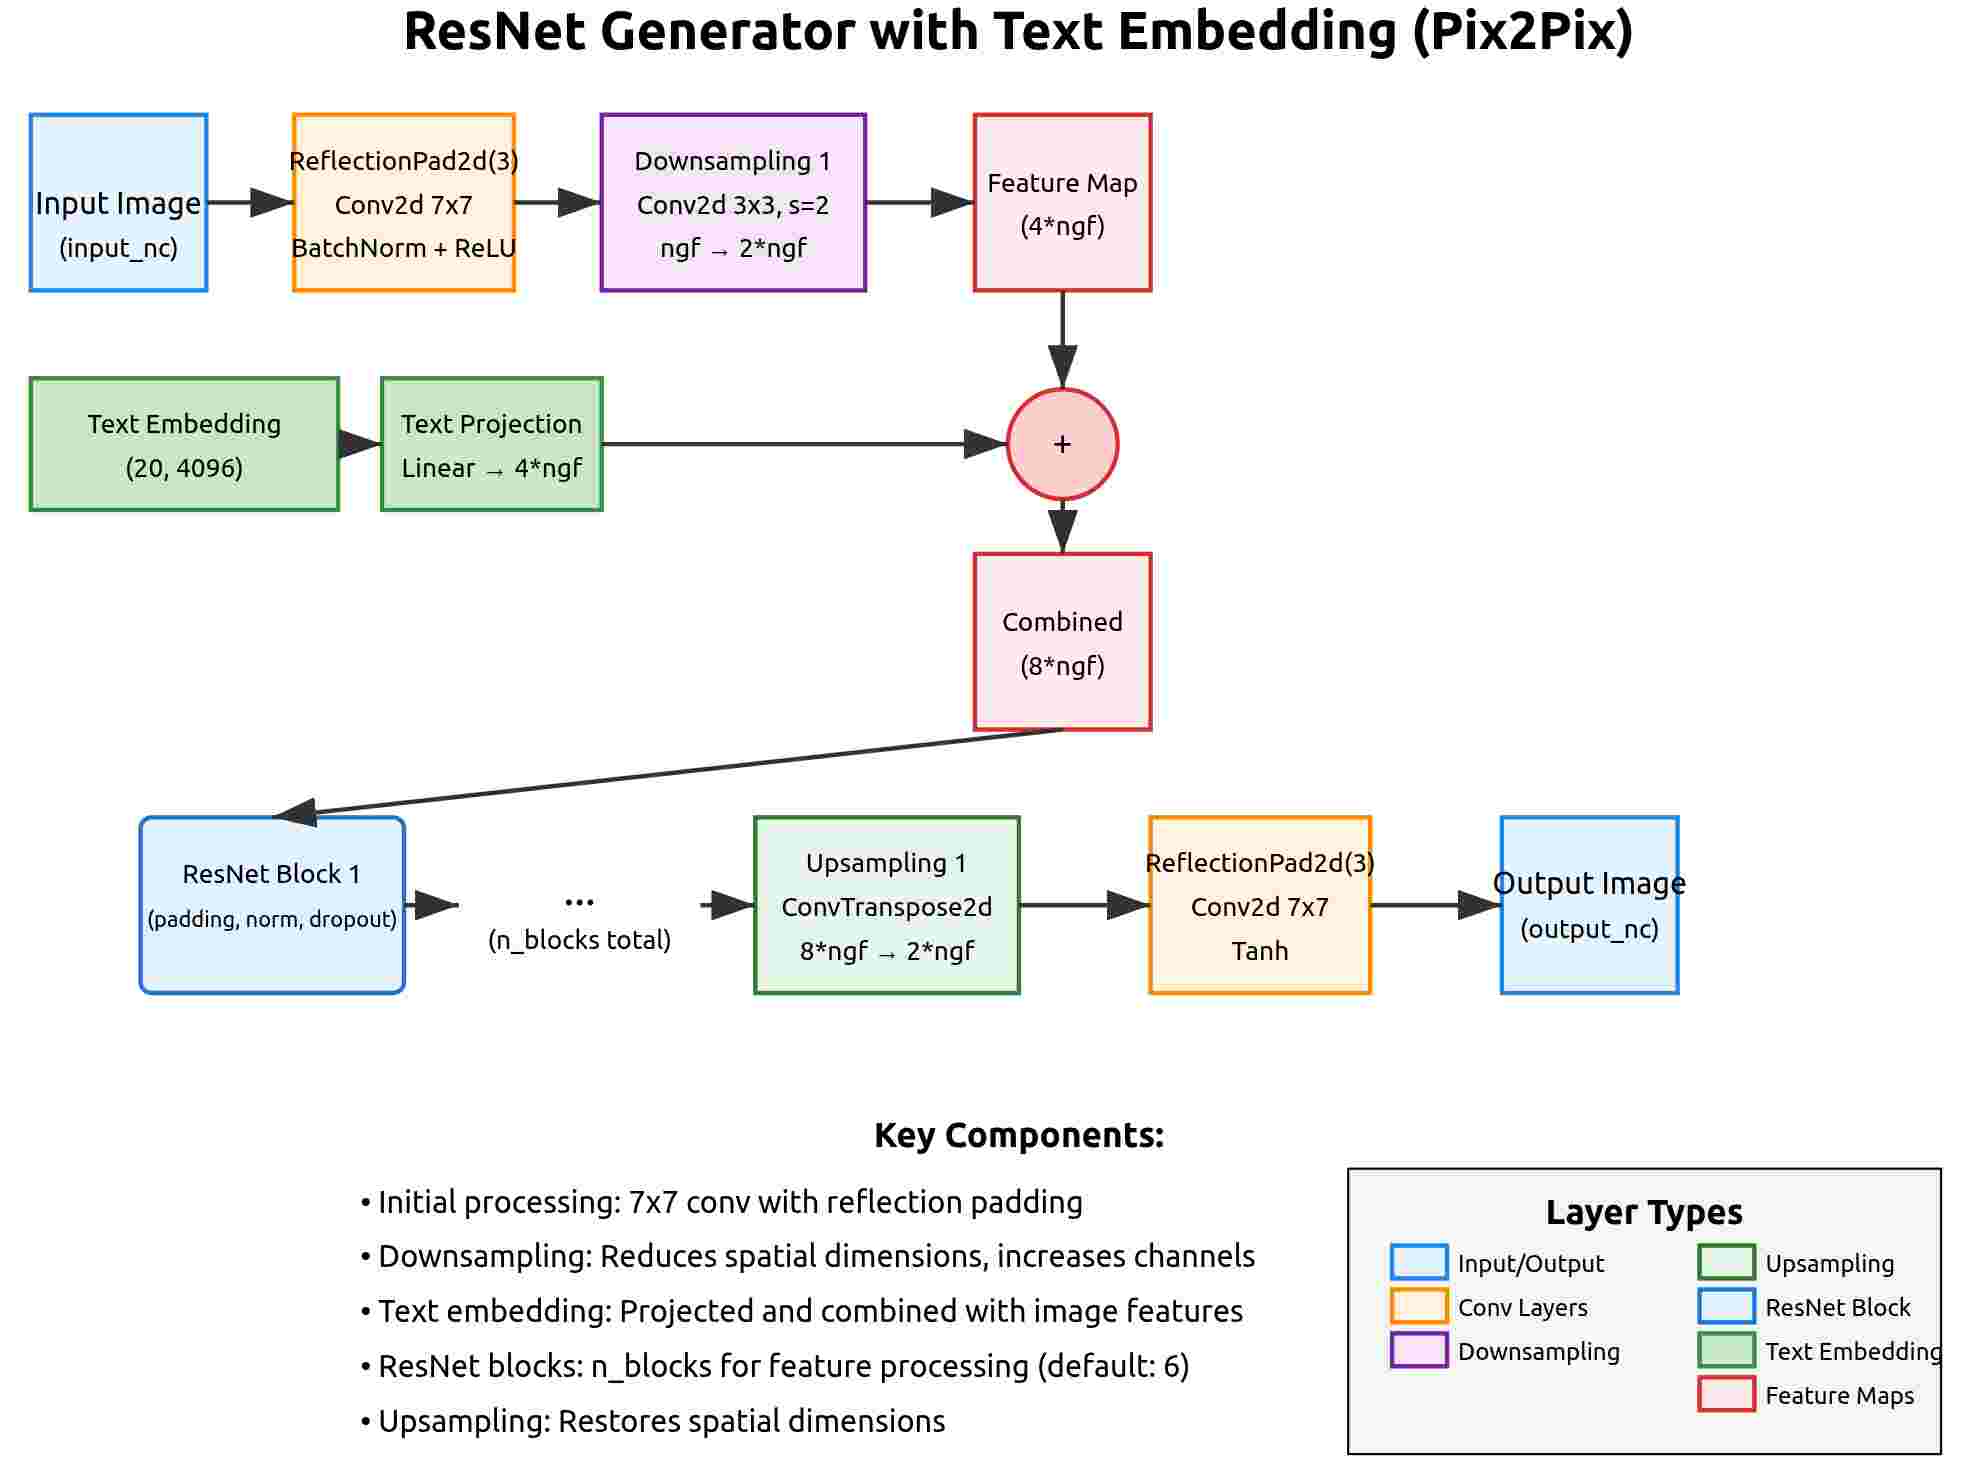 ResNet Generator with Text Embedding (Pix2Pix)
Input Image
(input_nc)
ReflectionPad2d(3)
Conv2d 7x7
BatchNorm + ReLU
Downsampling 1
Conv2d 3x3, s=2
ngf → 2*ngf
Feature Map
(4*ngf)
Text Embedding
(20, 4096)
Text Projection
Linear → 4*ngf
+
Combined
(8*ngf)
ResNet Block 1
(padding, norm, dropout)
...
(n_blocks total)
Upsampling 1
ConvTranspose2d
8*ngf → 2*ngf
ReflectionPad2d(3)
Conv2d 7x7
Tanh
Output Image
(output_nc)
Key Components:
• Initial processing: 7x7 conv with reflection padding
• Downsampling: Reduces spatial dimensions, increases channels
• Text embedding: Projected and combined with image features
• ResNet blocks: n_blocks for feature processing (default: 6)
• Upsampling: Restores spatial dimensions
Layer Types
Input/Output
Conv Layers
Downsampling
Upsampling
ResNet Block
Text Embedding
Feature Maps